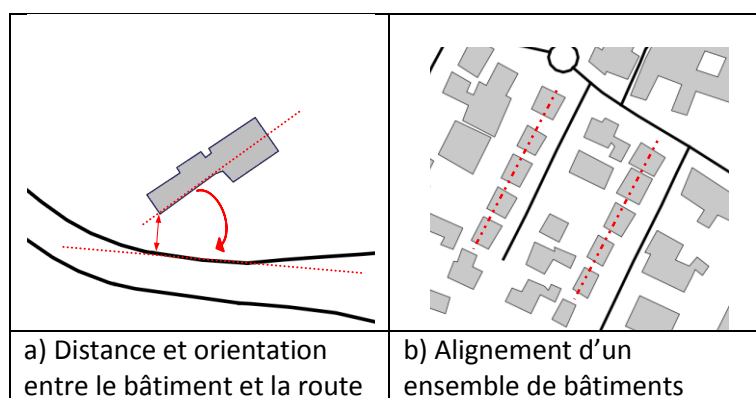 a) Distance et orientation
entre le bâtiment et la route
b) Alignement d’un
ensemble de bâtiments